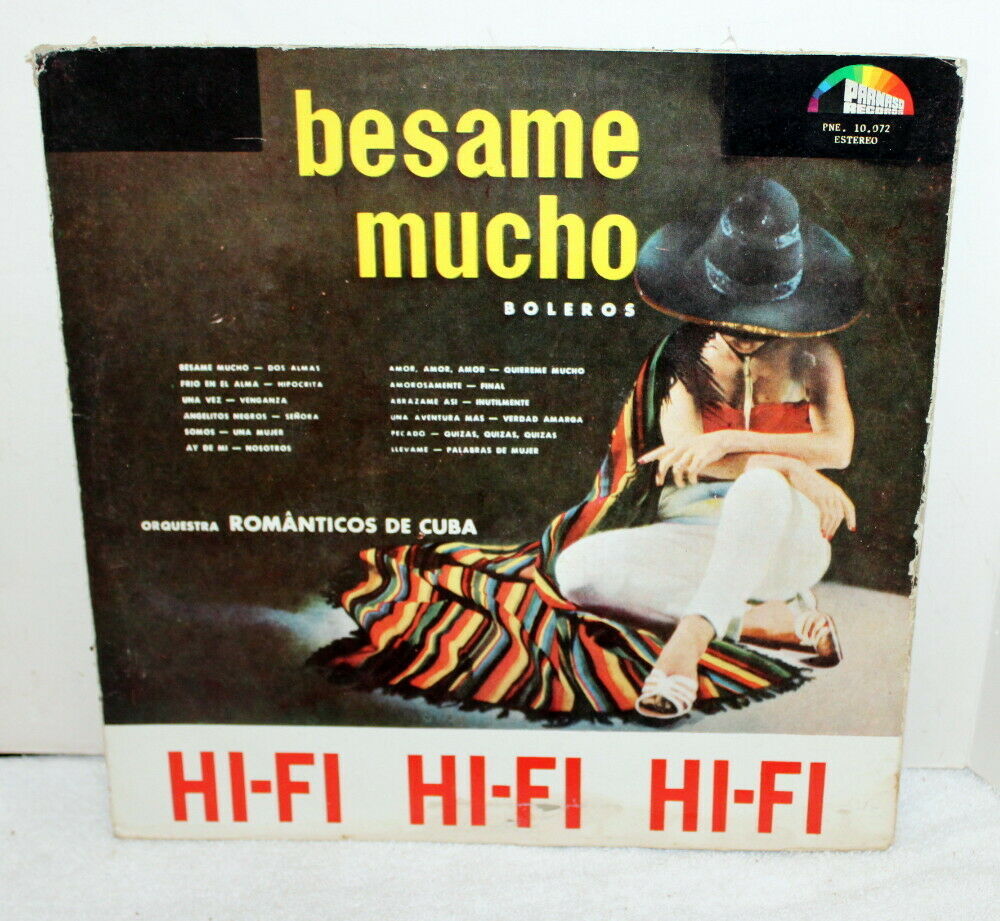 PARNASO
RECORDS
PNE. 10.072
ESTEREO
besame
mucho
BOLEROS
BESAME MUCHO — DOS ALMAS
FRIO EN EL ALMA — HIPOCRITA
UNA VEZ — VENGANZA
ANGELITOS NEGROS — SEÑORA
SOMOS — UNA MUJER
AY DE MI — NOSOTROS
AMOR, AMOR, AMOR — QUIEREME MUCHO
AMOROSAMENTE — FINAL
ABRAZAME ASI — INUTILMENTE
UNA AVENTURA MAS — VERDAD AMARGA
PECADO — QUIZAS, QUIZAS, QUIZAS
LLEVAME — PALABRAS DE MUJER
ORQUESTRA ROMÂNTICOS DE CUBA
HI-FI HI-FI HI-FI